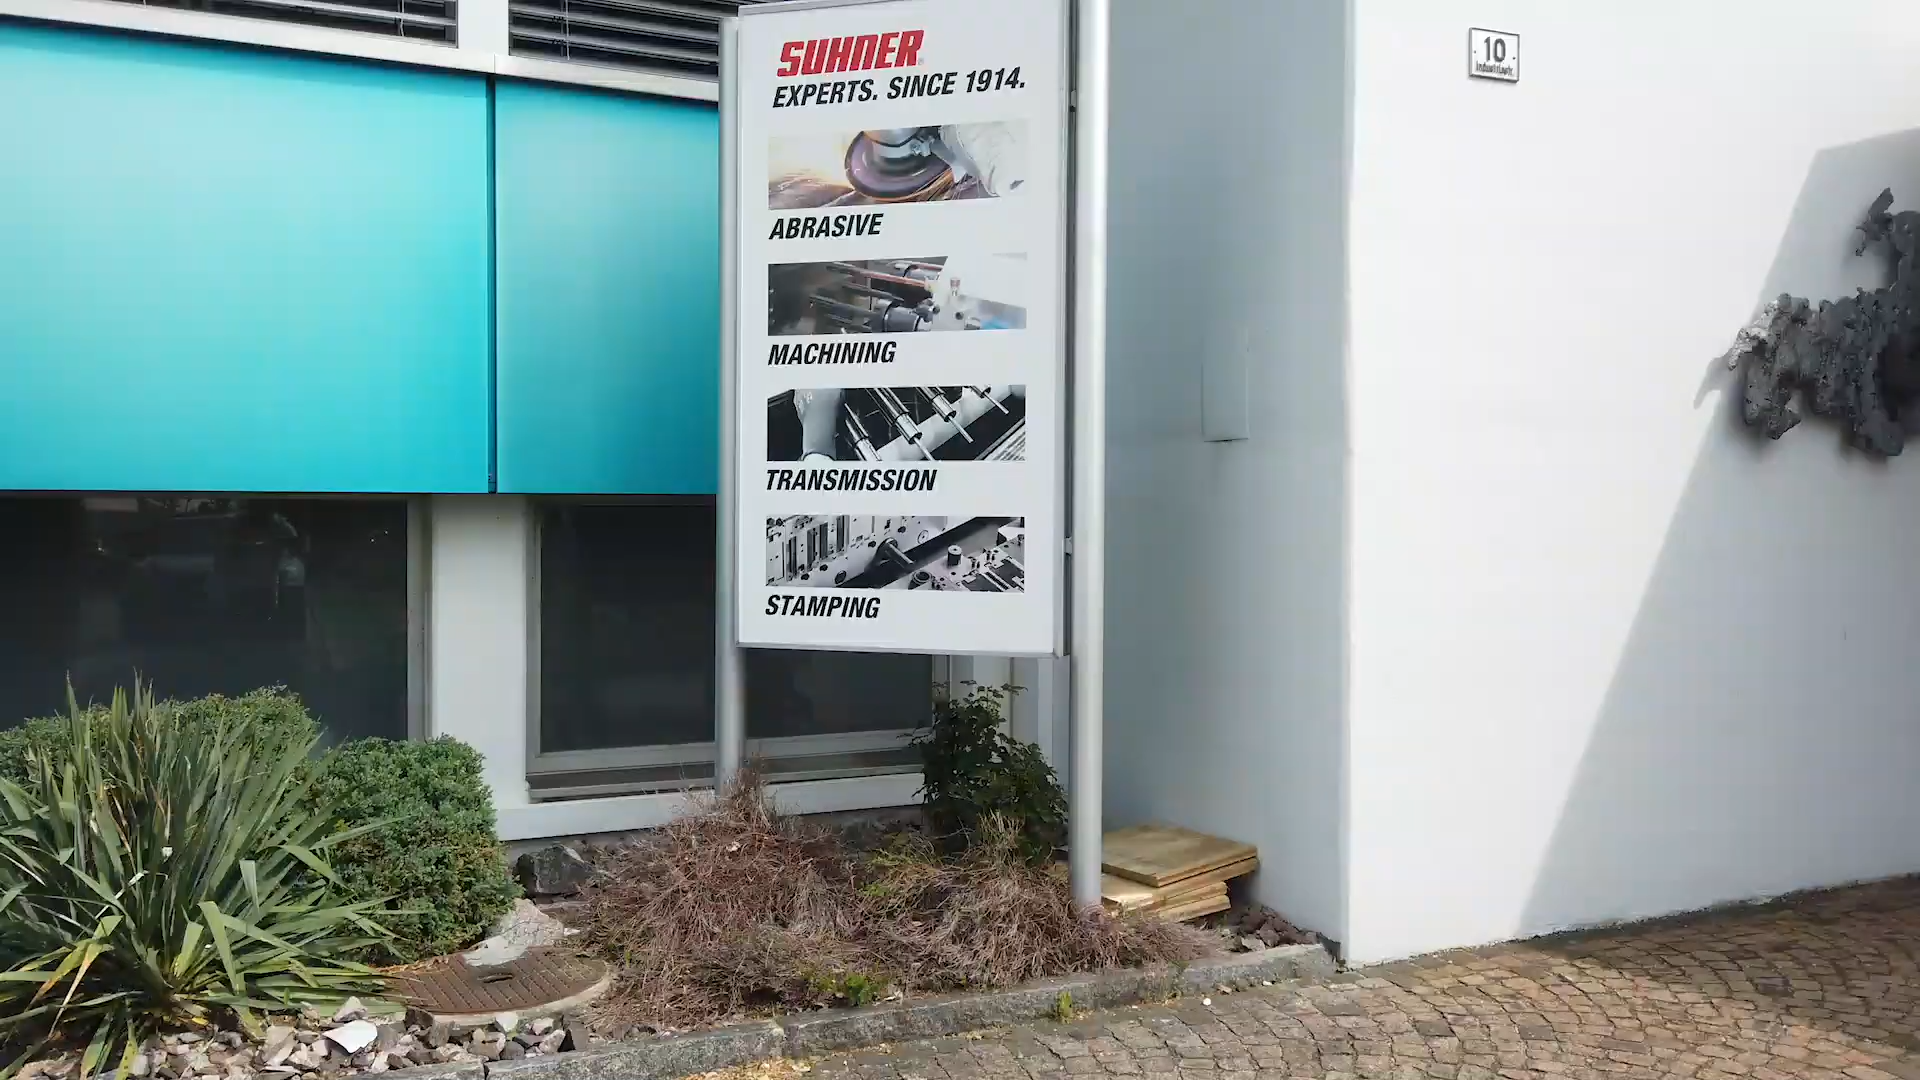 SUHNER
EXPERTS. SINCE 1914.
ABRASIVE
MACHINING
TRANSMISSION
STAMPING
10